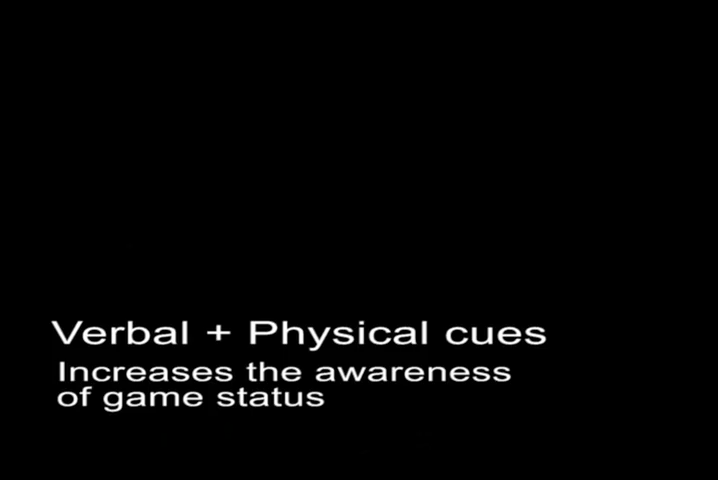 Verbal + Physical cues
Increases the awareness
of game status